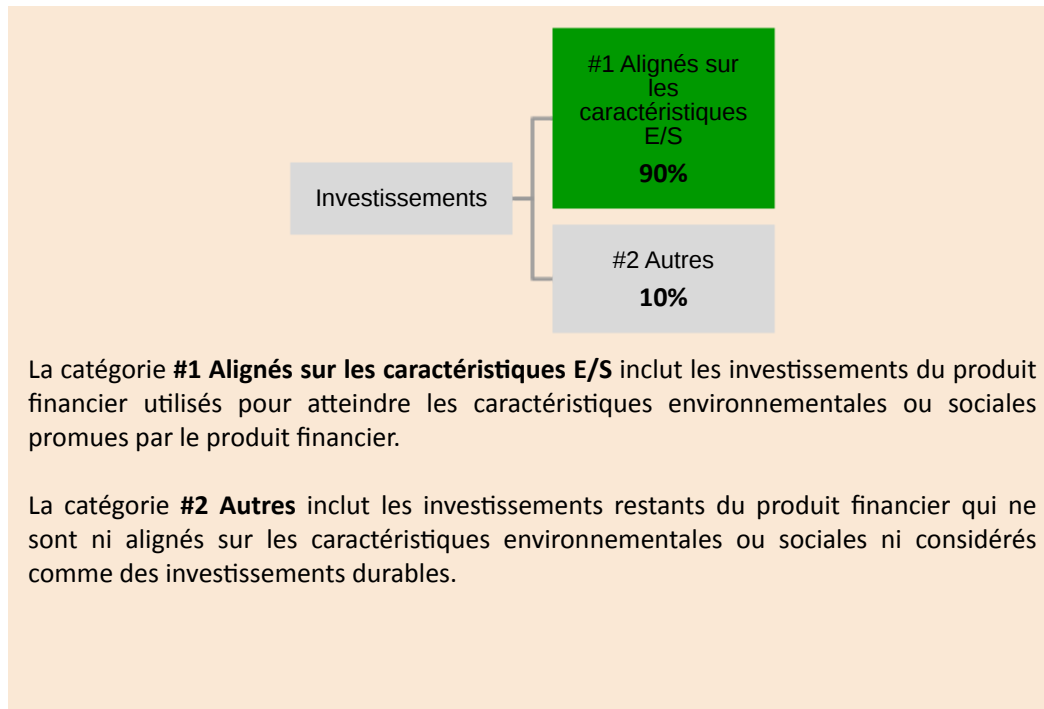 #1 Alignés sur
les
caractéristiques
E/S
90%
Investissements
#2 Autres
10%
La catégorie #1 Alignés sur les caractéristiques E/S inclut les investissements du produit
financier utilisés pour atteindre les caractéristiques environnementales ou sociales
promues par le produit financier.
La catégorie #2 Autres inclut les investissements restants du produit financier qui ne
sont ni alignés sur les caractéristiques environnementales ou sociales ni considérés
comme des investissements durables.